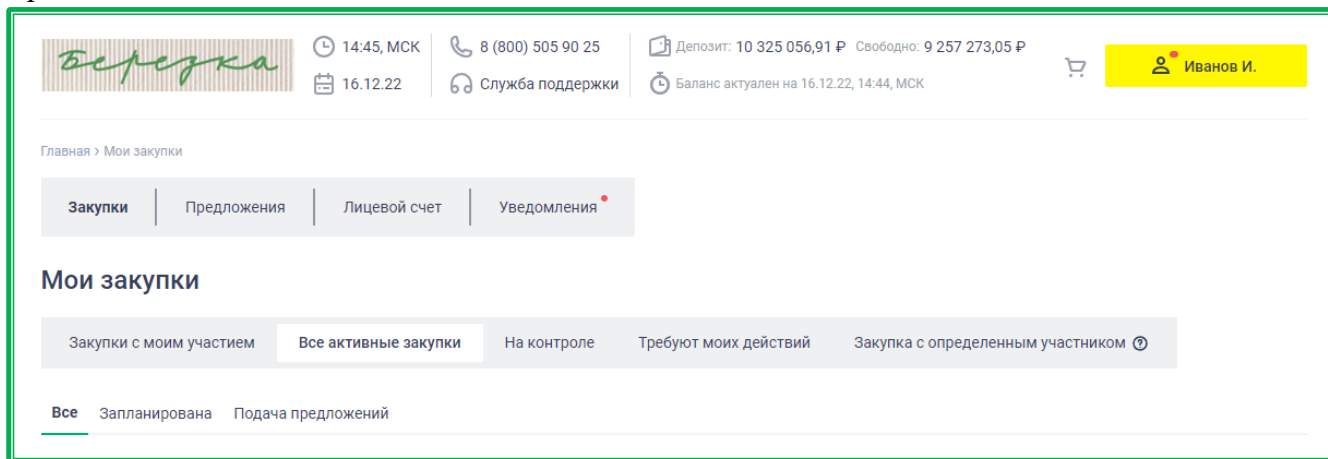 Березка
14:45, МСК
16.12.22
8 (800) 505 90 25
Служба поддержки
Депозит: 10 325 056,91 ₽ Свободно: 9 257 273,05 ₽
Баланс актуален на 16.12.22, 14:44, МСК
Иванов И.
Главная › Мои закупки
Закупки Предложения Лицевой счет Уведомления
Мои закупки
Закупки с моим участием Все активные закупки На контроле Требуют моих действий Закупка с определенным участником
Все Запланирована Подача предложений